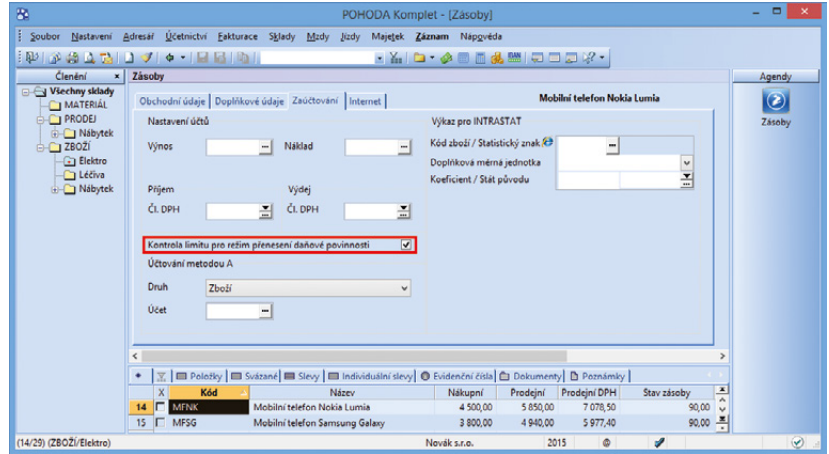 POHODA Komplet - [Zásoby]
Soubor Nastavení Adresář Účetnictví Fakturace Sklady Mzdy Jízdy Majetek Záznam Nápověda
Členění x
Zásoby
Agendy
Všechny sklady
MATERIÁL
PRODEJ
Nábytek
ZBOŽÍ
Elektro
Léčiva
Nábytek
Obchodní údaje Doplňkové údaje Zaúčtování Internet
Mobilní telefon Nokia Lumia
Zásoby
Nastavení účtů
Výkaz pro INTRASTAT
Výnos
Náklad
Kód zboží / Statistický znak
Doplňková měrná jednotka
Koeficient / Stát původu
Příjem
Výdej
Čl. DPH
Čl. DPH
Kontrola limitu pro režim přenesení daňové povinnosti
Účtování metodou A
Druh
Zboží
Účet
Položky Svázané Slevy Individuální slevy Evidenční čísla Dokumenty Poznámky
X Kód Název Nákupní Prodejní Prodejní DPH Stav zásoby
14 MFNK Mobilní telefon Nokia Lumia 4 500,00 5 850,00 7 078,50 90,00
15 MFSG Mobilní telefon Samsung Galaxy 3 800,00 4 940,00 5 977,40 90,00
(14/29) (ZBOŽÍ/Elektro)
Novák s.r.o.
2015
@